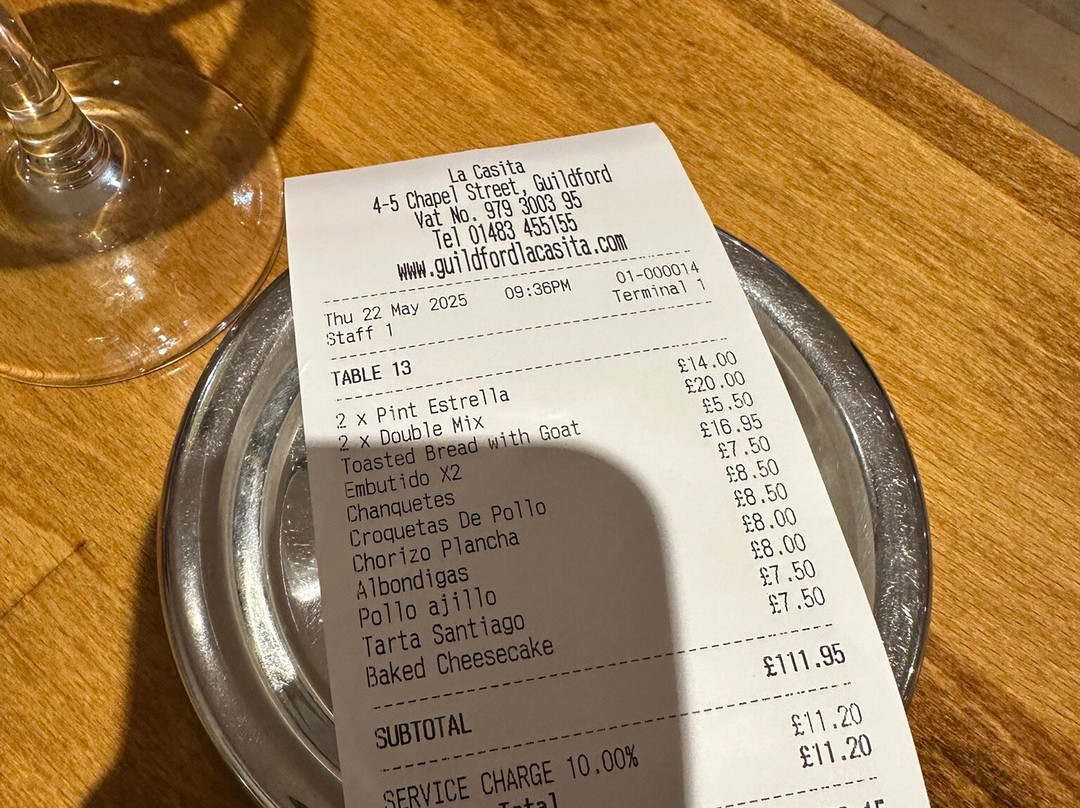 La Casita
4-5 Chapel Street, Guildford
Vat No. 979 3003 95
Tel 01483 455155
www.guildfordlacasita.com
Thu 22 May 2025 09:36PM 01-000014
Staff 1 Terminal 1
TABLE 13
2 x Pint Estrella £14.00
2 x Double Mix £20.00
Toasted Bread with Goat £5.50
Embutido X2 £16.95
Chanquetes £7.50
Croquetas De Pollo £8.50
Chorizo Plancha £8.50
Albondigas £8.00
Pollo ajillo £8.00
Tarta Santiago £7.50
Baked Cheesecake £7.50
SUBTOTAL £111.95
SERVICE CHARGE 10.00% £11.20
Total £11.20